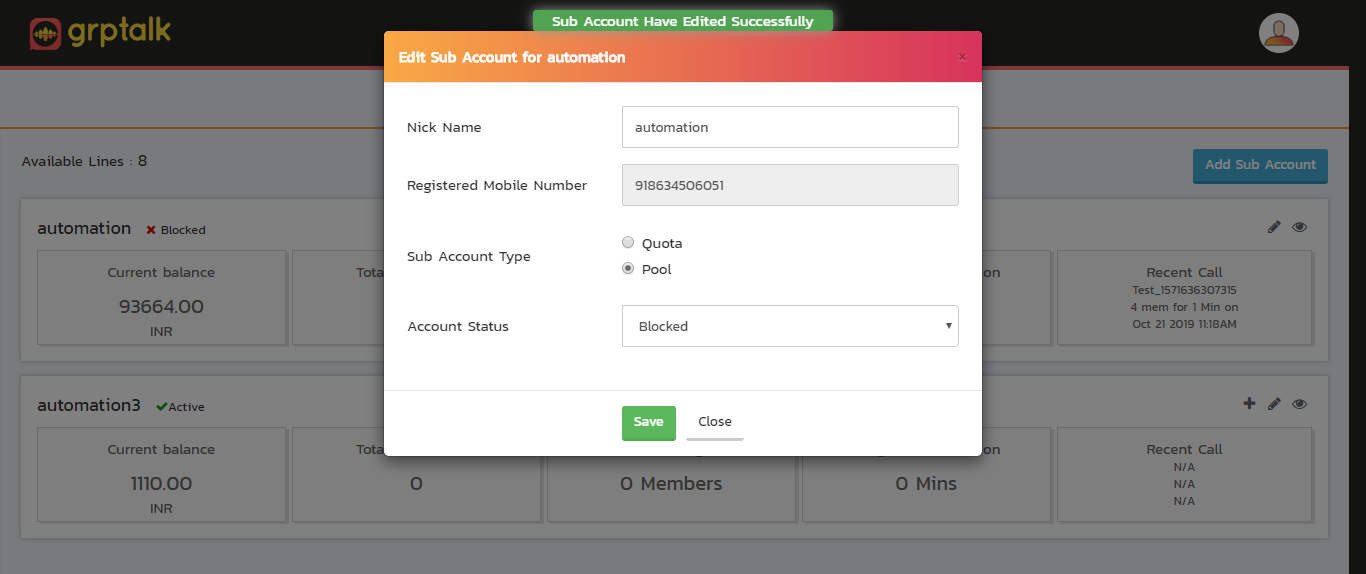 Sub Account Have Edited Successfully
grptalk
Edit Sub Account for automation
×
Nick Name
automation
Registered Mobile Number
918634506051
Sub Account Type
Quota
Pool
Account Status
Blocked
Save
Close
Available Lines : 8
Add Sub Account
automation
Blocked
Current balance
93664.00
INR
Tota
on
Recent Call
Test_1571636307315
4 mem for 1 Min on
Oct 21 2019 11:18AM
automation3
Active
Current balance
1110.00
INR
Tota
0
0 Members
on
0 Mins
Recent Call
N/A
N/A
N/A